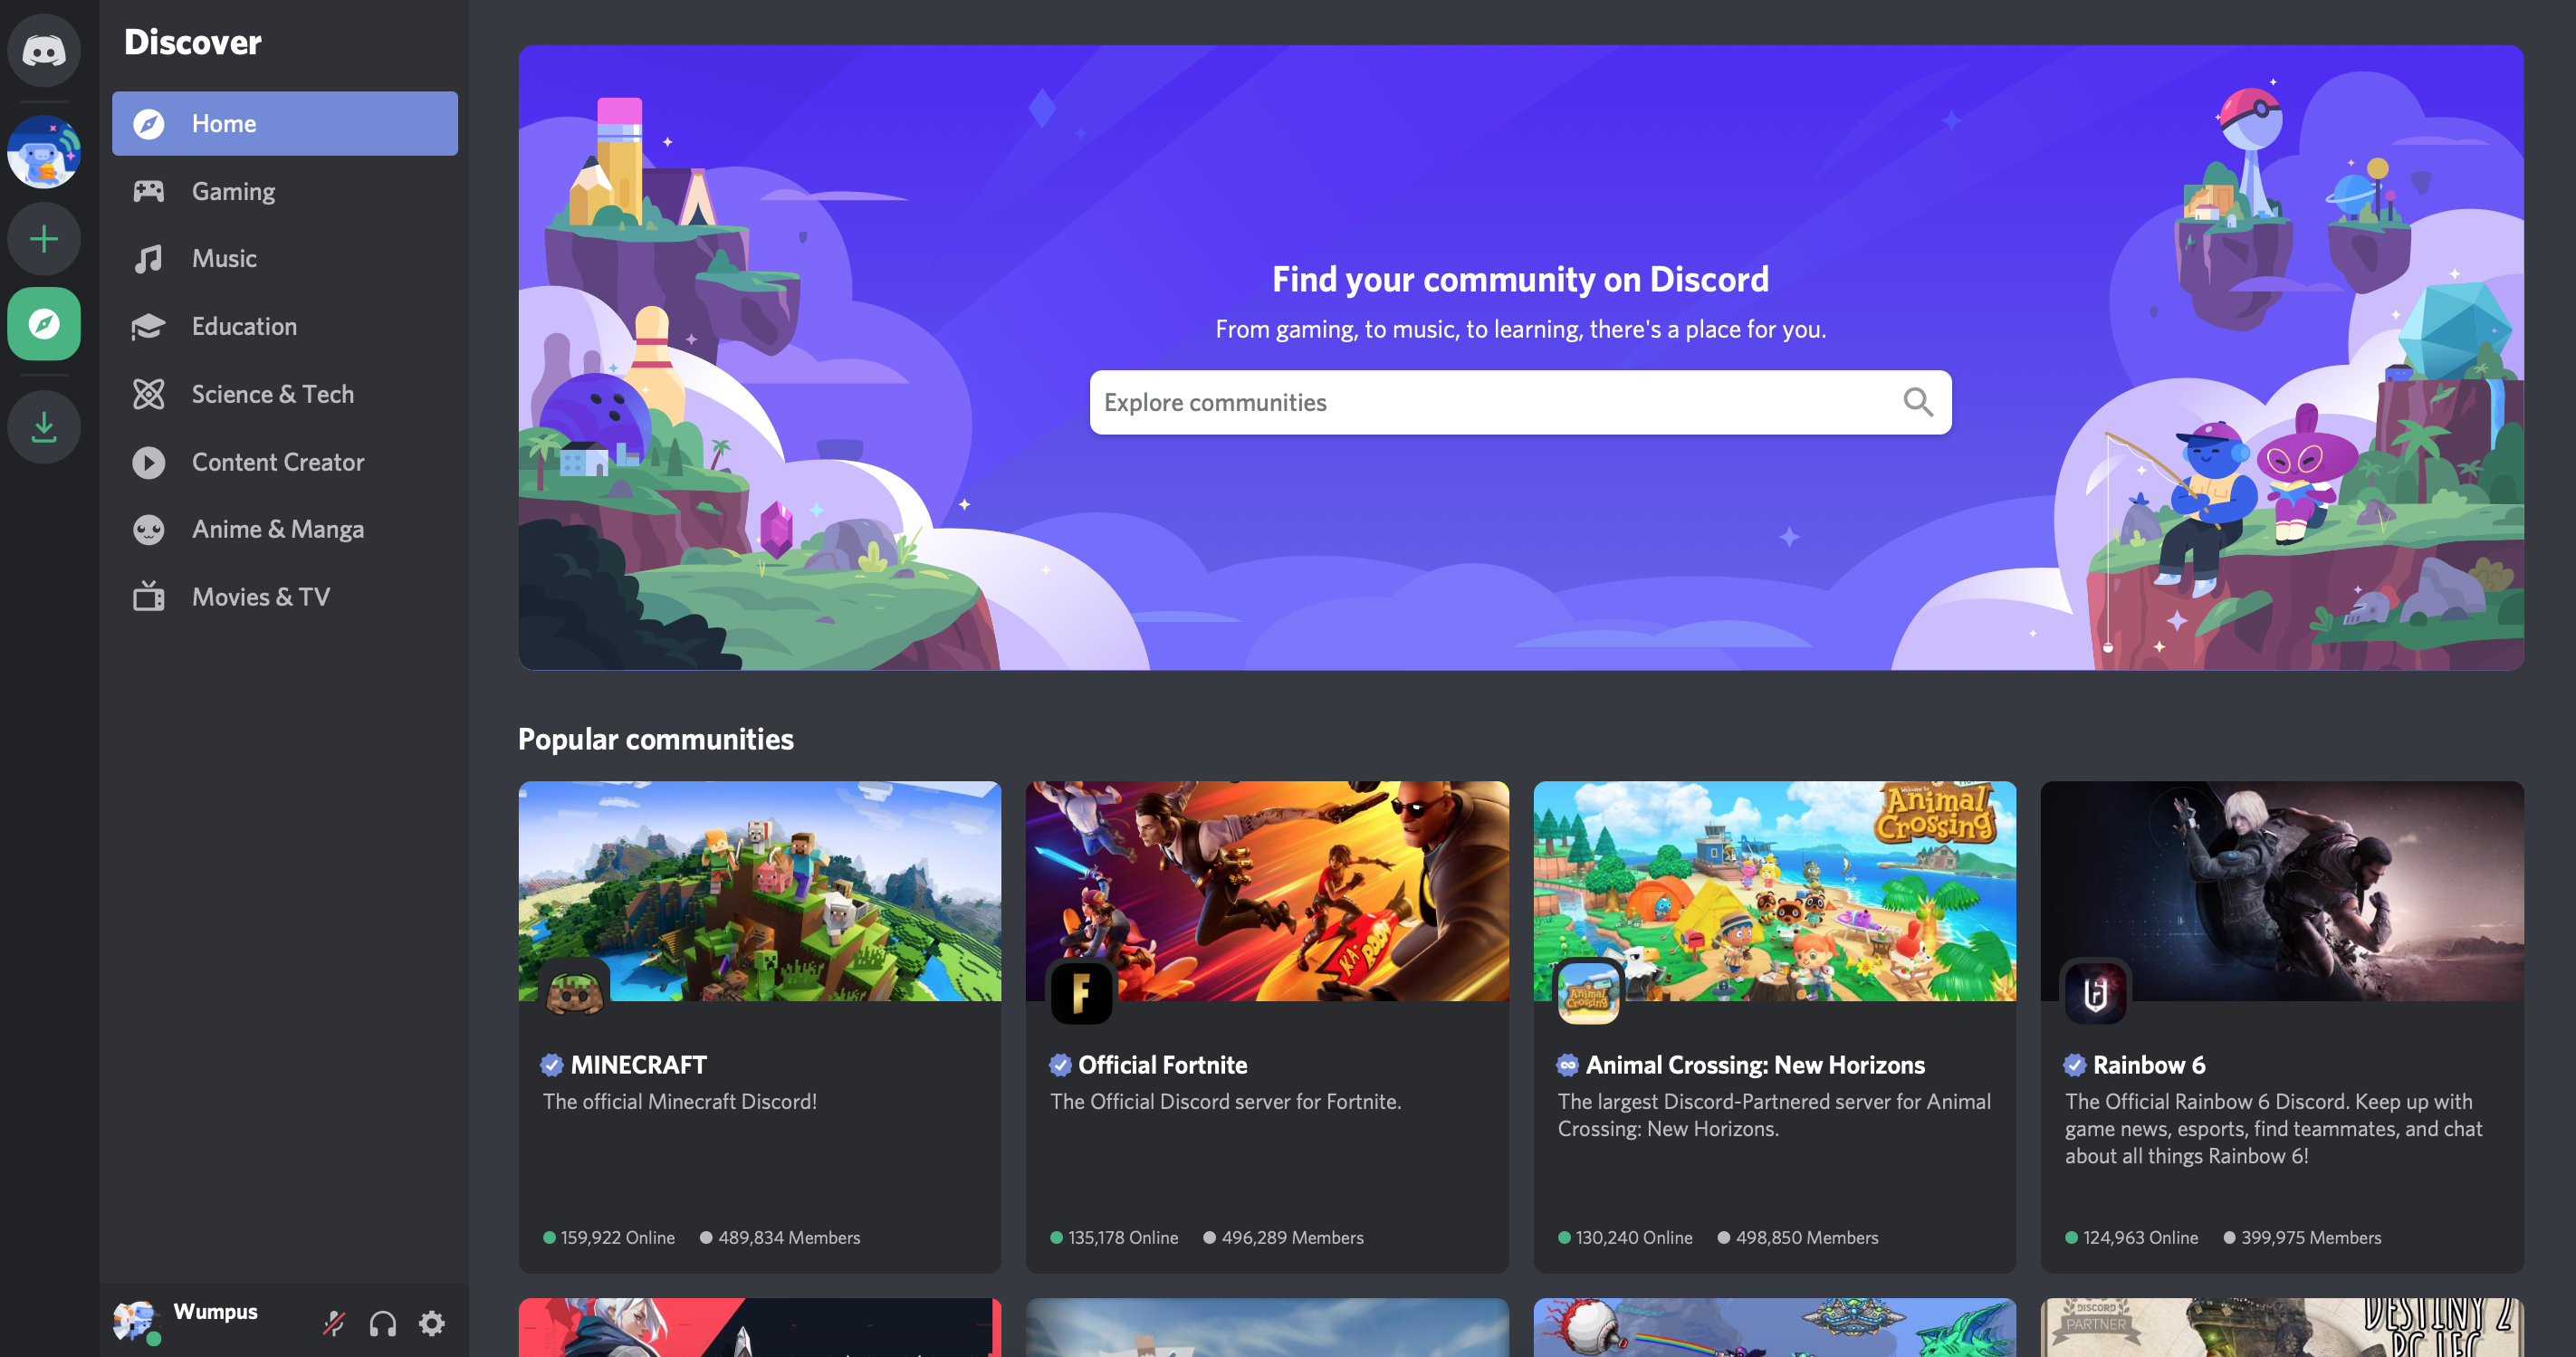 Discover
Home
Gaming
Music
Education
Science & Tech
Content Creator
Anime & Manga
Movies & TV
Wumpus
Find your community on Discord
From gaming, to music, to learning, there's a place for you.
Explore communities
Popular communities
MINECRAFT
The official Minecraft Discord!
159,922 Online
489,834 Members
KA BOOM
F
Official Fortnite
The Official Discord server for Fortnite.
135,178 Online
496,289 Members
Animal
Crossing
Animal
Crossing
Animal Crossing: New Horizons
The largest Discord-Partnered server for Animal
Crossing: New Horizons.
130,240 Online
498,850 Members
Rainbow 6
The Official Rainbow 6 Discord. Keep up with
game news, esports, find teammates, and chat
about all things Rainbow 6!
124,963 Online
399,975 Members
DISCORD
PARTNER
DESTINY 2